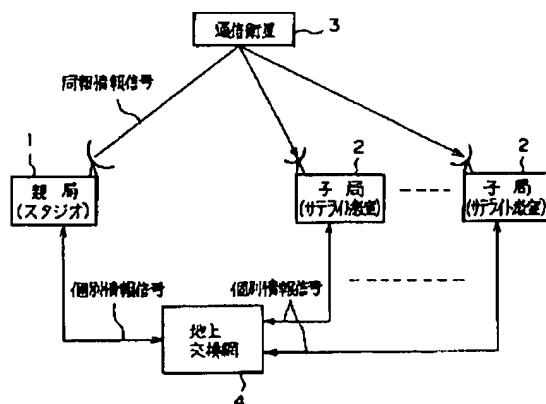 通信衛星
3
同報情報信号
1
親局
(スタジオ)
2
子局
(サテライト教室)
2
子局
(サテライト教室)
個別情報信号
個別情報信号
地上
交換網
4